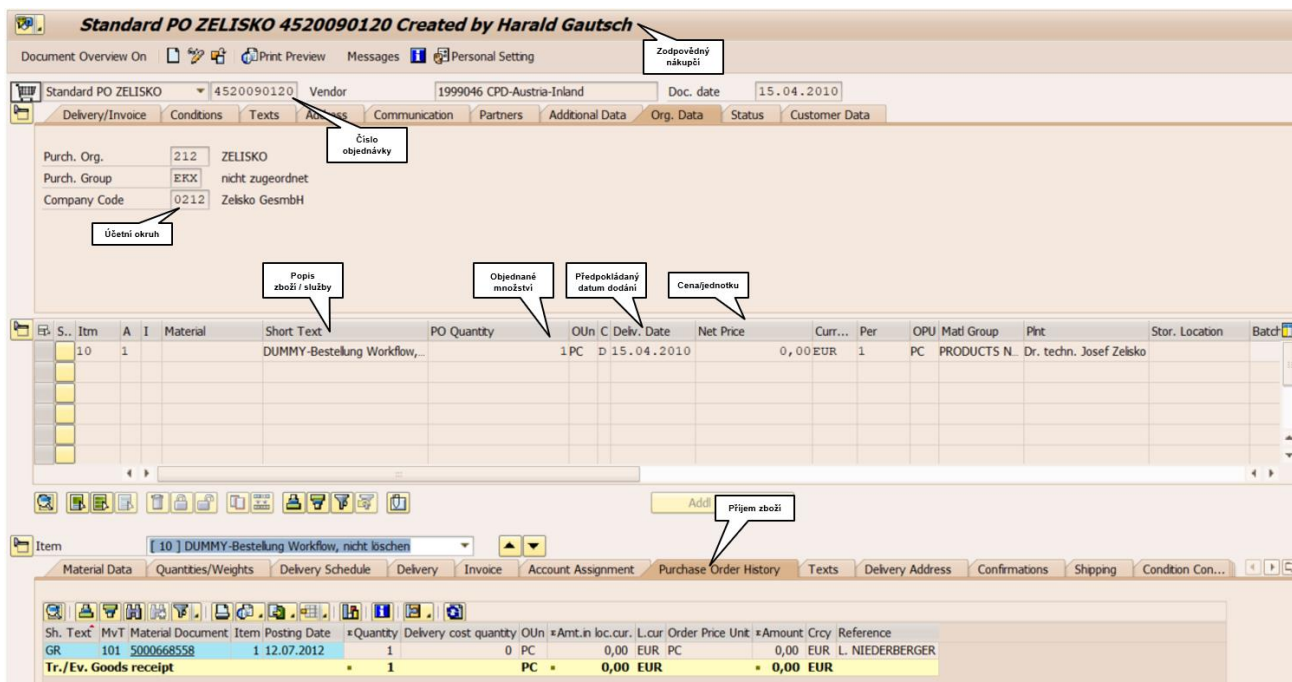 Standard PO ZELISKO 4520090120 Created by Harald Gautsch
Zodpovědný
nákupčí
Document Overview On Print Preview Messages Personal Setting
Standard PO ZELISKO 4520090120 Vendor 1999046 CPD-Austria-Inland Doc. date 15.04.2010
Delivery/Invoice Conditions Texts Address Communication Partners Additional Data Org. Data Status Customer Data
Číslo
objednávky
Purch. Org. 212 ZELISKO
Purch. Group EKX nicht zugeordnet
Company Code 0212 Zelisko GesmbH
Účetní okruh
Popis
zboží / služby
Objednané
množství
Předpokládaný
datum dodání
Cena/jednotku
S.. Itm A I Material Short Text PO Quantity OUn C Deliv. Date Net Price Curr... Per OPU Matl Group Plnt Stor. Location Batch
10 1 DUMMY-Bestellung Workflow,... 1 PC D 15.04.2010 0,00 EUR 1 PC PRODUCTS N... Dr. techn. Josef Zelisko
Addl
Příjem zboží
Item [ 10 ] DUMMY-Bestellung Workflow, nicht löschen
Material Data Quantities/Weights Delivery Schedule Delivery Invoice Account Assignment Purchase Order History Texts Delivery Address Confirmations Shipping Condition Con...
Sh. Text MvT Material Document Item Posting Date Quantity Delivery cost quantity OUn Amt.in loc.cur. L.cur Order Price Unit Amount Crcy Reference
GR 101 5000668558 1 12.07.2012 1 0 PC 0,00 EUR PC 0,00 EUR L. NIEDERBERGER
Tr./Ev. Goods receipt 1 PC 0,00 EUR 0,00 EUR